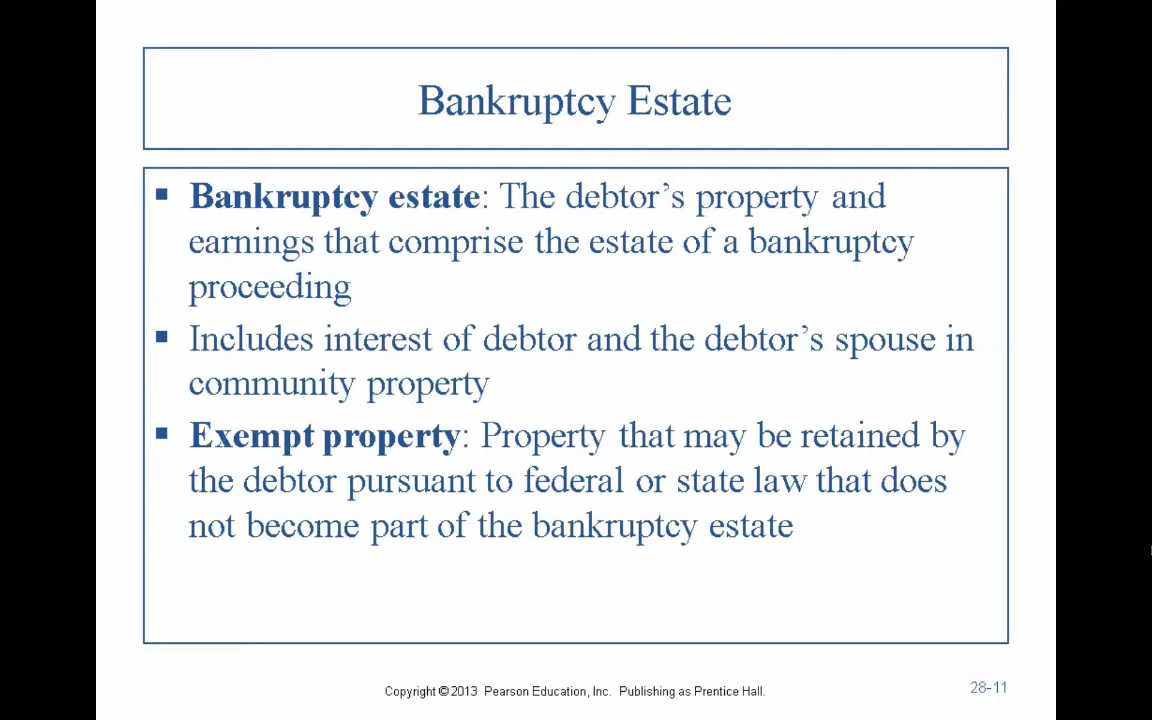 Bankruptcy Estate
▪ Bankruptcy estate: The debtor’s property and
earnings that comprise the estate of a bankruptcy
proceeding
▪ Includes interest of debtor and the debtor’s spouse in
community property
▪ Exempt property: Property that may be retained by
the debtor pursuant to federal or state law that does
not become part of the bankruptcy estate
Copyright ©2013 Pearson Education, Inc. Publishing as Prentice Hall.
28-11